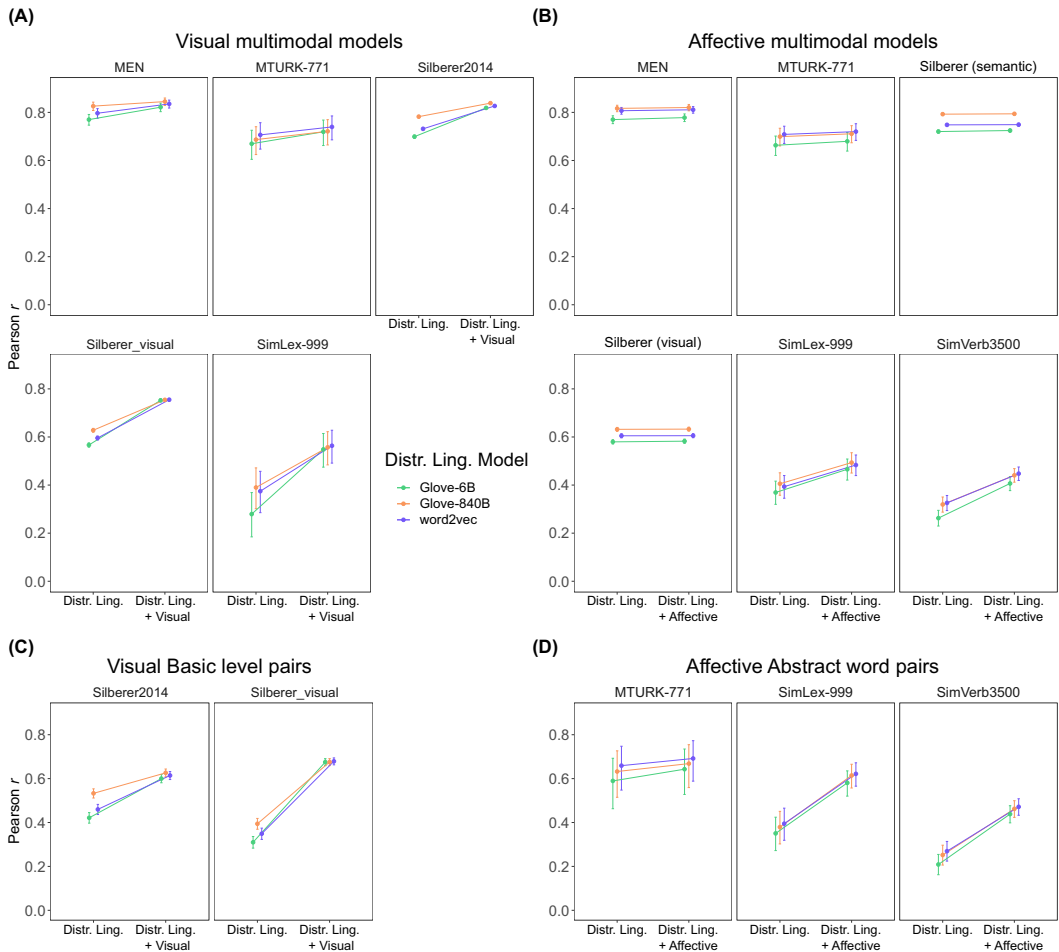 (A)
Visual multimodal models
MEN
MTURK-771
Silberer2014
0.8
0.6
0.4
0.2
0.0
Distr. Ling.
Distr. Ling.
+ Visual
Pearson r
Silberer_visual
SimLex-999
0.8
0.6
0.4
0.2
0.0
Distr. Ling.
Distr. Ling.
+ Visual
Distr. Ling.
Distr. Ling.
+ Visual
Distr. Ling. Model
Glove-6B
Glove-840B
word2vec
(B)
Affective multimodal models
MEN
MTURK-771
Silberer (semantic)
0.8
0.6
0.4
0.2
0.0
Silberer (visual)
SimLex-999
SimVerb3500
0.8
0.6
0.4
0.2
0.0
Distr. Ling.
Distr. Ling.
+ Affective
Distr. Ling.
Distr. Ling.
+ Affective
Distr. Ling.
Distr. Ling.
+ Affective
(C)
Visual Basic level pairs
Silberer2014
Silberer_visual
Pearson r
0.8
0.6
0.4
0.2
0.0
Distr. Ling.
Distr. Ling.
+ Visual
Distr. Ling.
Distr. Ling.
+ Visual
(D)
Affective Abstract word pairs
MTURK-771
SimLex-999
SimVerb3500
0.8
0.6
0.4
0.2
0.0
Distr. Ling.
Distr. Ling.
+ Affective
Distr. Ling.
Distr. Ling.
+ Affective
Distr. Ling.
Distr. Ling.
+ Affective